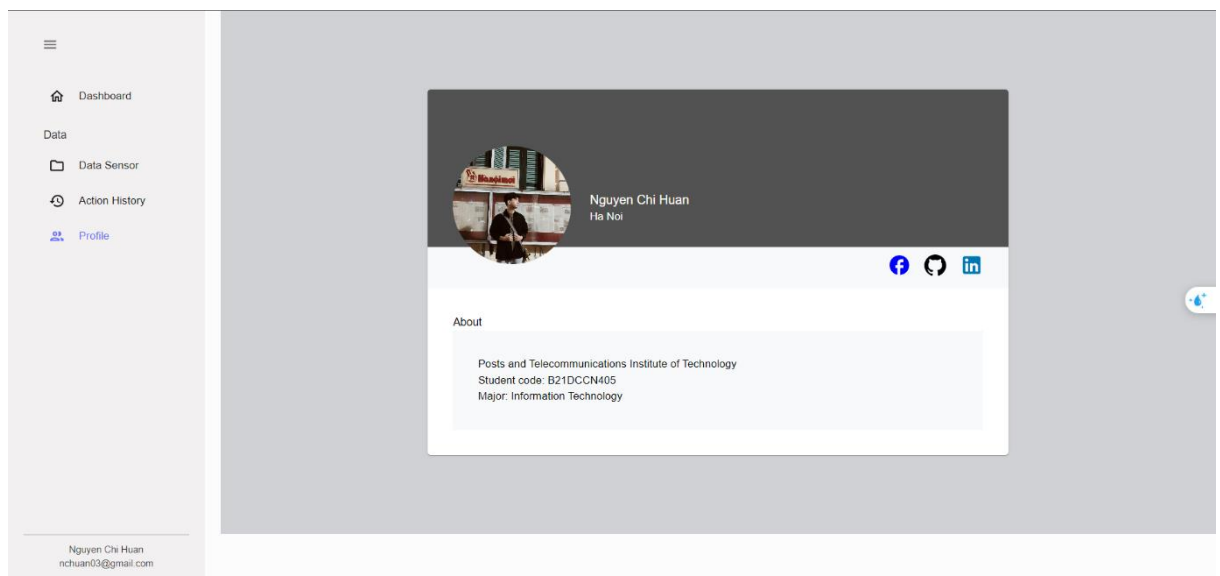 Dashboard
Data
Data Sensor
Action History
Profile
Nguyen Chi Huan
nchuan03@gmail.com
Hanoimoi
Nguyen Chi Huan
Ha Noi
About
Posts and Telecommunications Institute of Technology
Student code: B21DCCN405
Major: Information Technology